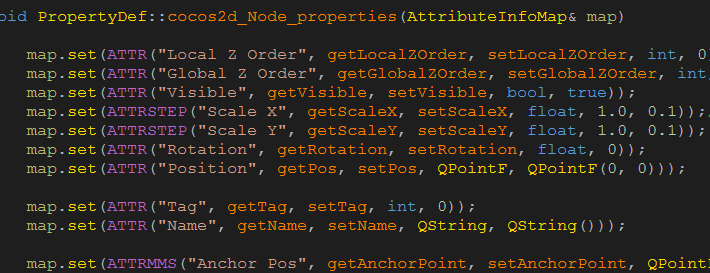 oid PropertyDef::cocos2d_Node_properties(AttributeInfoMap& map)
map.set(ATTR("Local Z Order", getLocalZOrder, setLocalZOrder, int, 0)
map.set(ATTR("Global Z Order", getGlobalZOrder, setGlobalZOrder, int,
map.set(ATTR("Visible", getVisible, setVisible, bool, true));
map.set(ATTRSTEP("Scale X", getScaleX, setScaleX, float, 1.0, 0.1));
map.set(ATTRSTEP("Scale Y", getScaleY, setScaleY, float, 1.0, 0.1));
map.set(ATTR("Rotation", getRotation, setRotation, float, 0));
map.set(ATTR("Position", getPos, setPos, QPointF, QPointF(0, 0)));
map.set(ATTR("Tag", getTag, setTag, int, 0));
map.set(ATTR("Name", getName, setName, QString, QString()));
map.set(ATTRMMS("Anchor Pos", getAnchorPoint, setAnchorPoint, QPointF